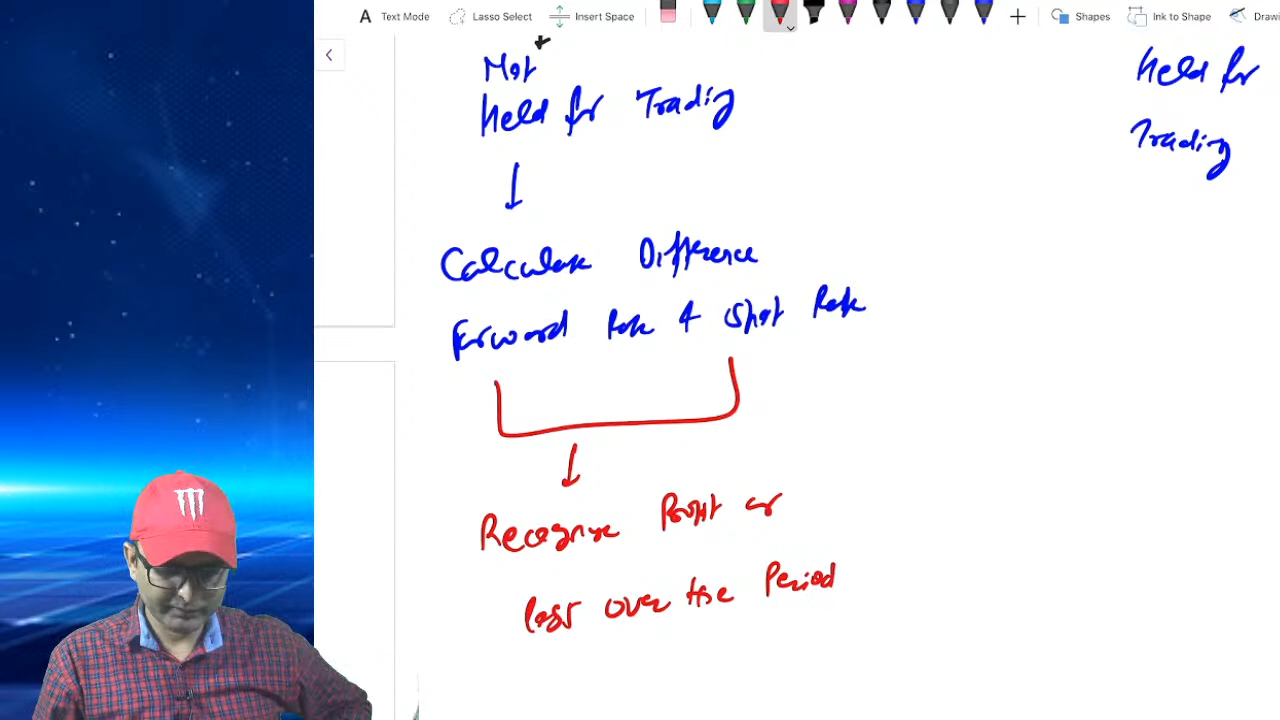 Text Mode
Lasso Select
Insert Space
Shapes
Ink to Shape
Drawi
Not
Held for Trading
Held for
Trading
Calculate Difference
Forward Rate & Spot Rate
Recognise Profit or
loss over the Period